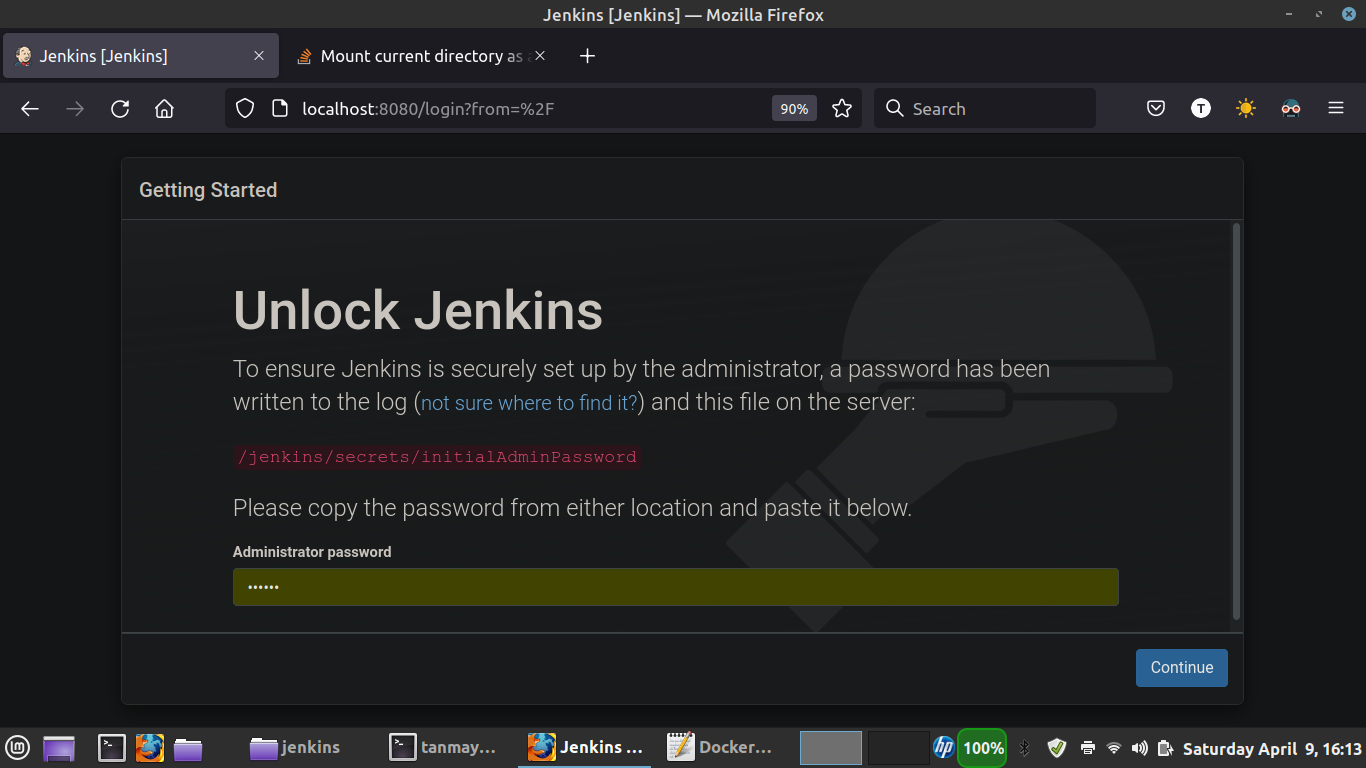 Jenkins [Jenkins] — Mozilla Firefox
Jenkins [Jenkins]
Mount current directory as
localhost:8080/login?from=%2F
90%
Search
T
Getting Started
Unlock Jenkins
To ensure Jenkins is securely set up by the administrator, a password has been
written to the log (not sure where to find it?) and this file on the server:
/jenkins/secrets/initialAdminPassword
Please copy the password from either location and paste it below.
Administrator password
••••••
Continue
jenkins
tanmay...
Jenkins ...
Docker...
hp
100%
Saturday April 9, 16:13